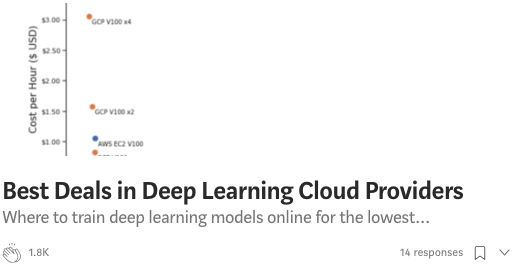 $3.00
GCP V100 x4
$2.50
Cost per Hour ($ USD)
$2.00
$1.50
GCP V100 x2
$1.00
AWS EC2 V100
Best Deals in Deep Learning Cloud Providers
Where to train deep learning models online for the lowest...
1.8K
14 responses